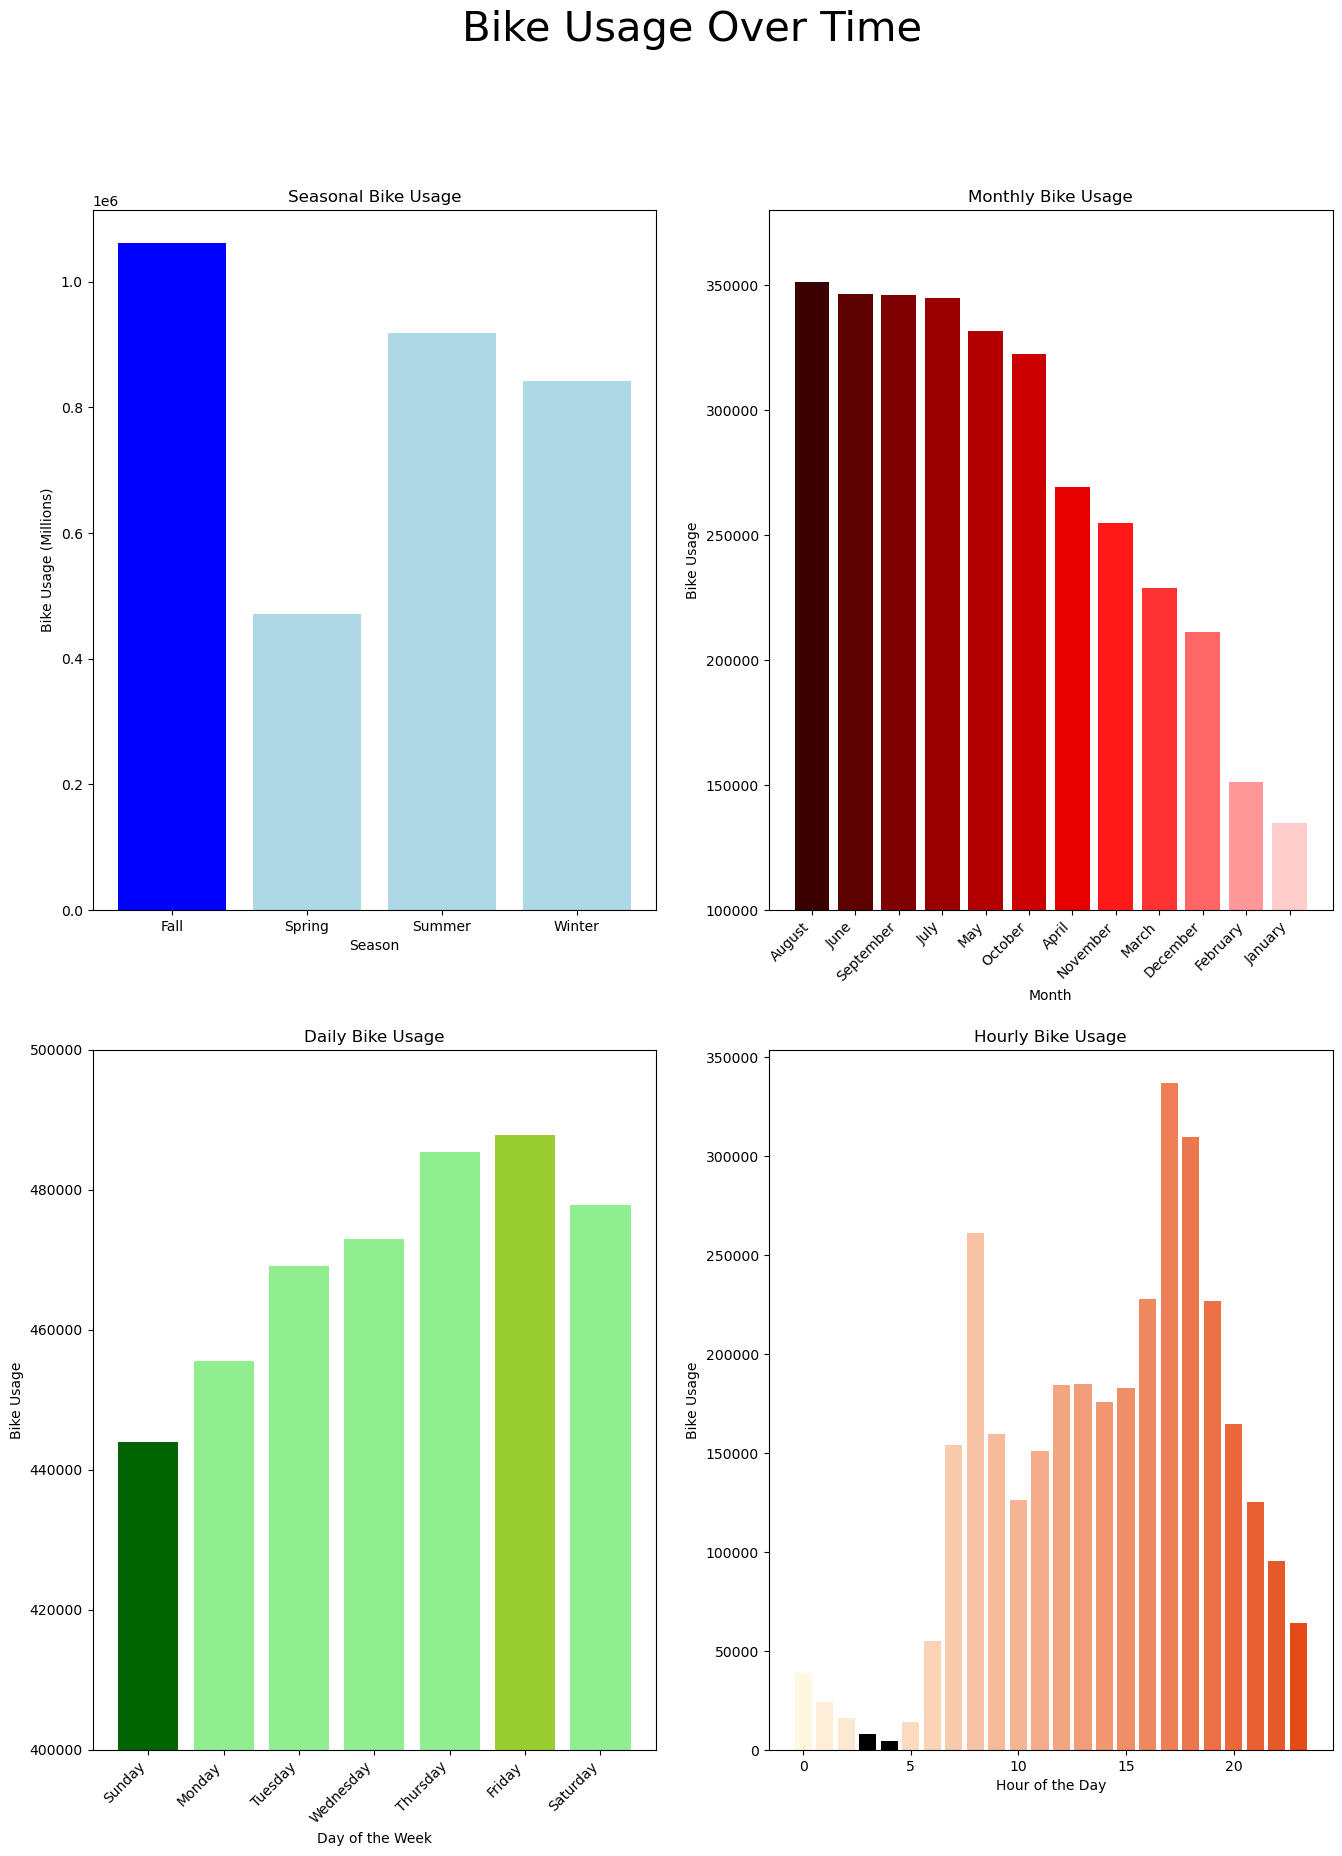 Bike Usage Over Time
Seasonal Bike Usage
1e6
1.0
0.8
0.6
0.4
0.2
0.0
Bike Usage (Millions)
Fall Spring Summer Winter
Season
Monthly Bike Usage
350000
300000
250000
200000
150000
100000
Bike Usage
August June September July May October April November March December February January
Month
Daily Bike Usage
500000
480000
460000
440000
420000
400000
Bike Usage
Sunday Monday Tuesday Wednesday Thursday Friday Saturday
Day of the Week
Hourly Bike Usage
350000
300000
250000
200000
150000
100000
50000
0
Bike Usage
0 5 10 15 20
Hour of the Day